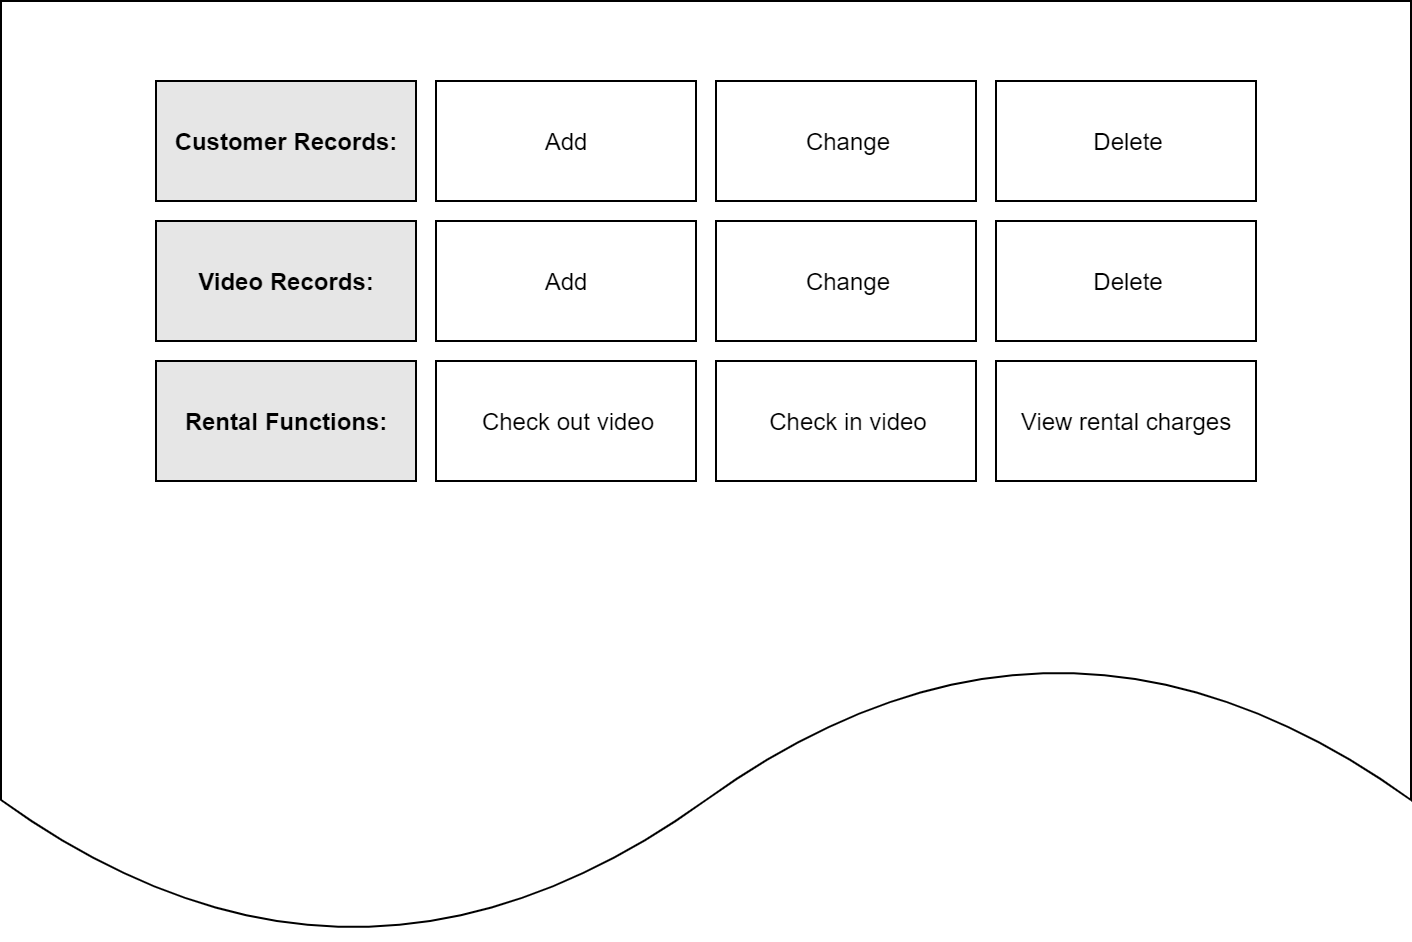 Customer Records:
Add
Change
Delete
Video Records:
Add
Change
Delete
Rental Functions:
Check out video
Check in video
View rental charges